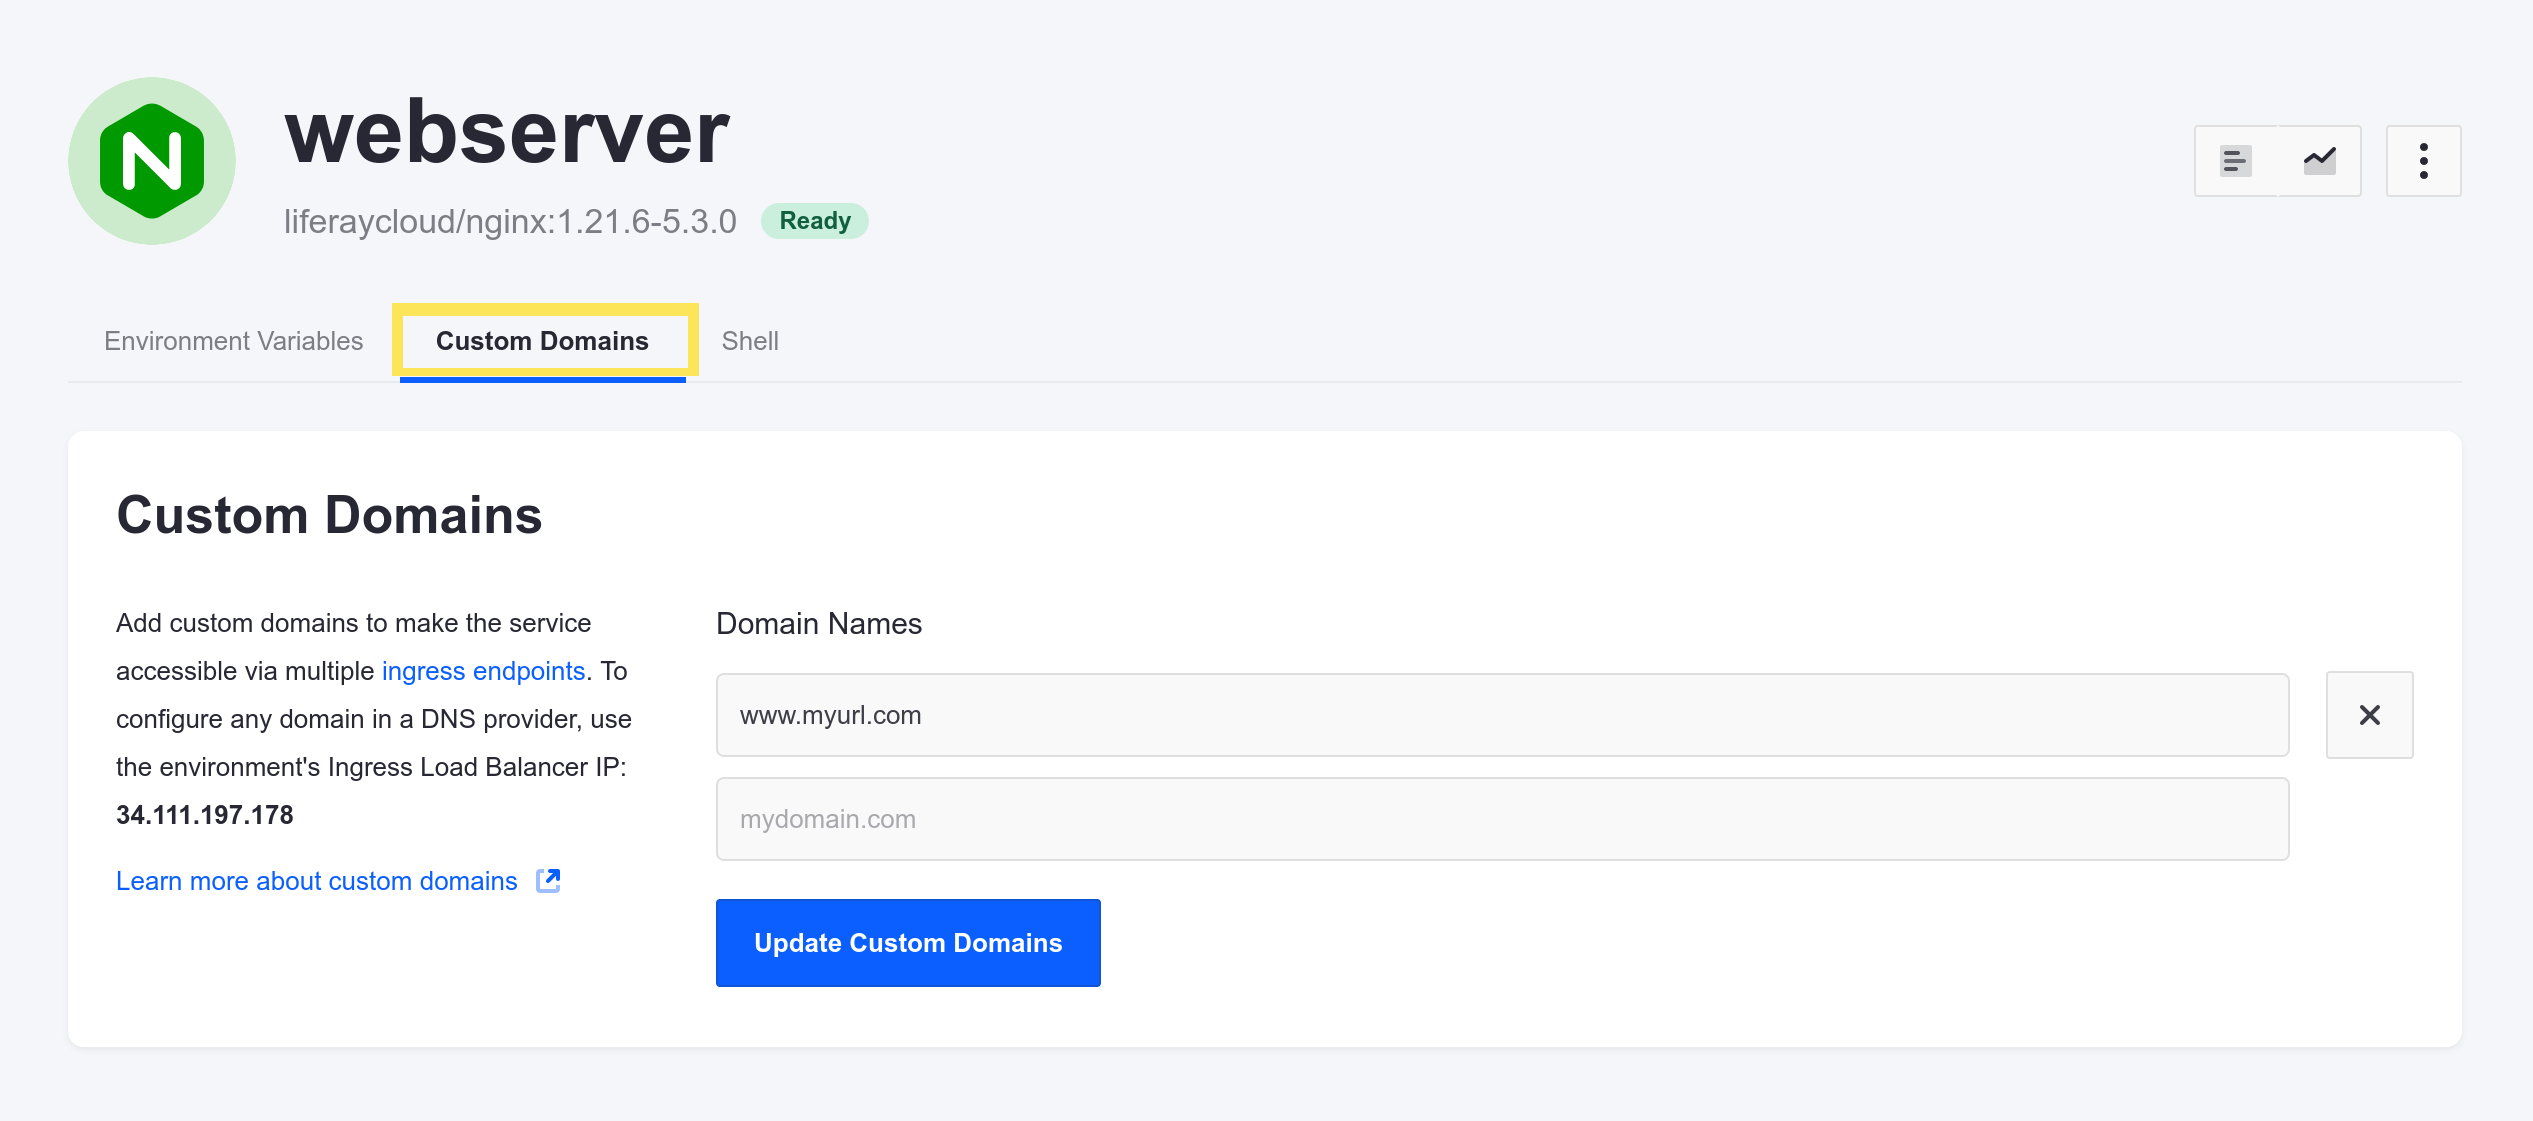 webserver
liferaycloud/nginx:1.21.6-5.3.0 Ready
Environment Variables Custom Domains Shell
Custom Domains
Add custom domains to make the service
accessible via multiple ingress endpoints. To
configure any domain in a DNS provider, use
the environment's Ingress Load Balancer IP:
34.111.197.178
Learn more about custom domains
Domain Names
www.myurl.com
mydomain.com
Update Custom Domains